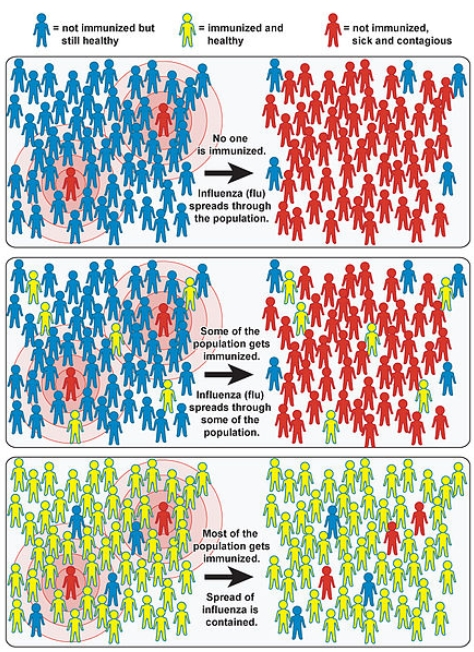 = not immunized but
still healthy
= immunized and
healthy
= not immunized,
sick and contagious
No one
is immunized.
Influenza (flu)
spreads through
the population.
Some of the
population gets
immunized.
Influenza (flu)
spreads through
some of the
population.
Most of the
population gets
immunized.
Spread of
influenza is
contained.